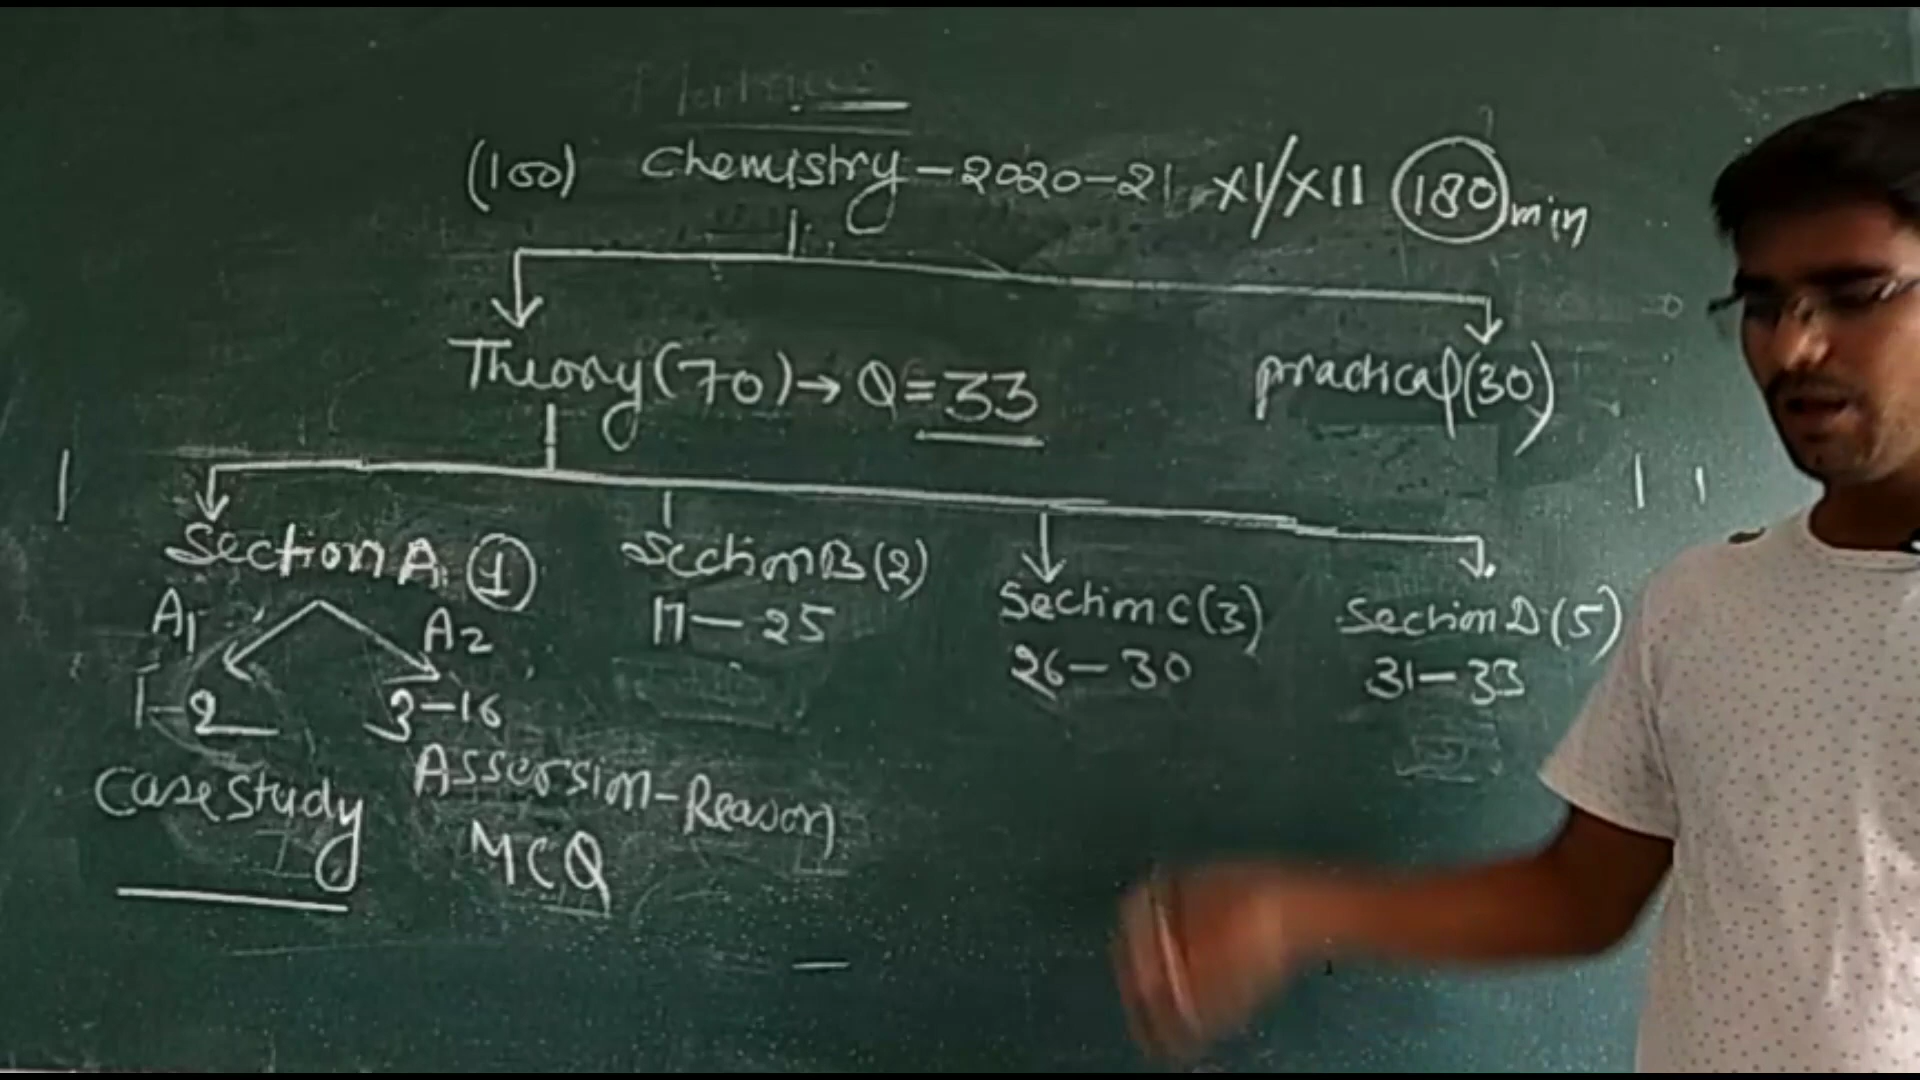 (100) Chemistry-2020-21 XI/XII (180) min
Theory(70)→Q=33
practical(30)
Section A (1)
Section B(2)
Section C(3)
Section D(5)
A1
A2
17-25
26-30
31-33
1-2
3-16
Case study
Asserssion-Reason
MCQ